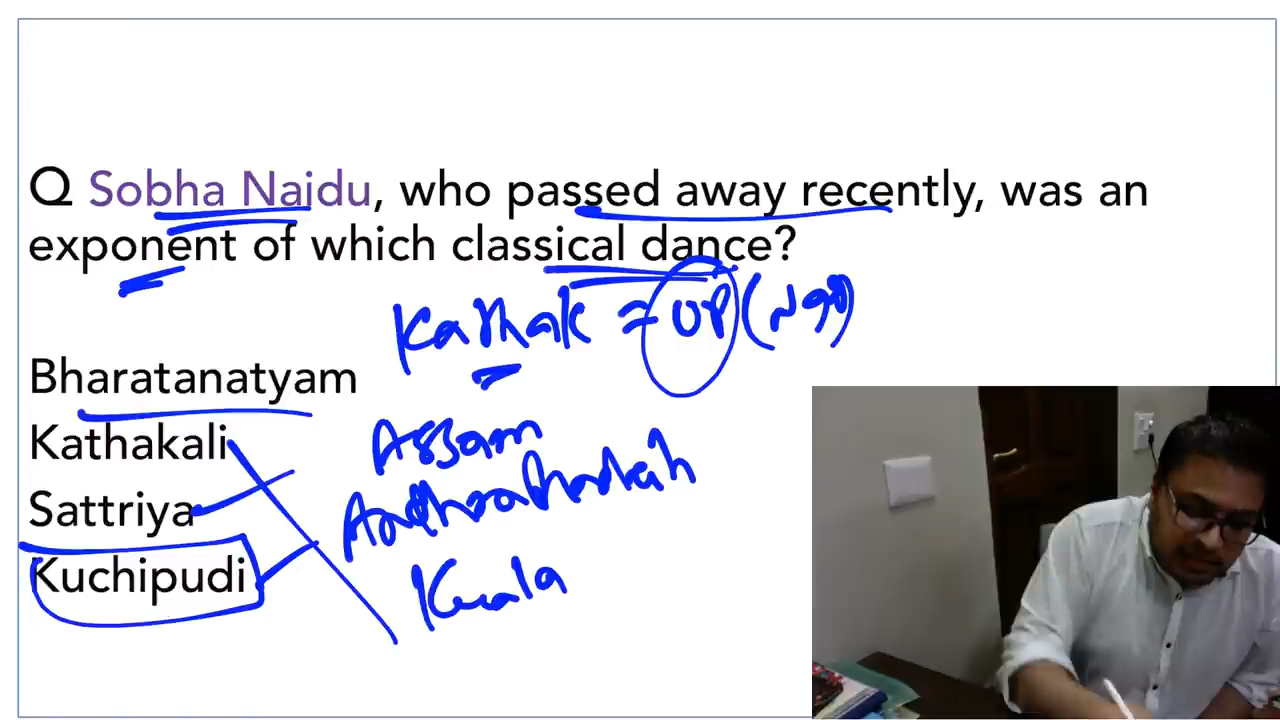 Q Sobha Naidu, who passed away recently, was an
exponent of which classical dance?
Kathak = UP
Bharatanatyam
Kathakali
Assam
Sattriya
Andhra Pradesh
Kuchipudi
Kerala